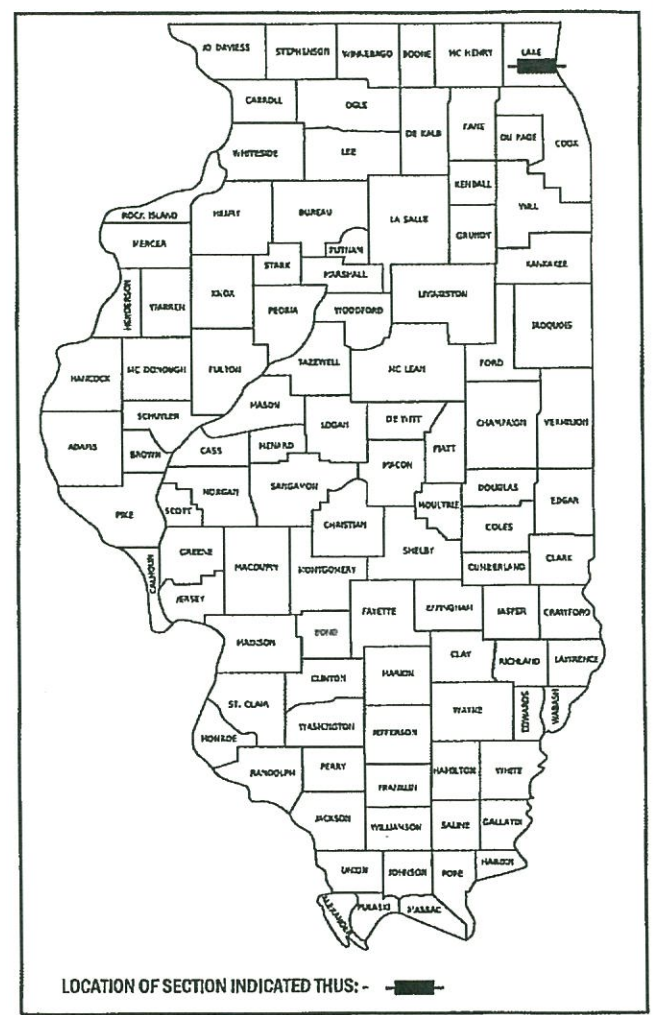 JO DAVIESS STEPHENSON WINNEBAGO BOONE MC HENRY LAKE
CARROLL OGLE DE KALB KANE DU PAGE COOK
WHITESIDE LEE
KENDALL
ROCK ISLAND HENRY BUREAU LA SALLE WILL
MERCER PUTNAM GRUNDY
STARK MARSHALL KANKAKEE
HENDERSON WARREN KNOX PEORIA WOODFORD LIVINGSTON IROQUOIS
HANCOCK MC DONOUGH FULTON TAZEWELL MC LEAN FORD
MASON
SCHUYLER LOGAN DE WITT CHAMPAIGN VERMILION
ADAMS BROWN CASS MENARD MACON PIATT
PIKE SCOTT MORGAN SANGAMON MOULTRIE DOUGLAS EDGAR
CHRISTIAN COLES
CALHOUN GREENE MACOUPIN MONTGOMERY SHELBY CUMBERLAND CLARK
JERSEY FAYETTE EFFINGHAM JASPER CRAWFORD
MADISON BOND
CLAY RICHLAND LAWRENCE
CLINTON MARION
ST. CLAIR WASHINGTON WAYNE EDWARDS WABASH
MONROE JEFFERSON
RANDOLPH PERRY HAMILTON WHITE
FRANKLIN
JACKSON WILLIAMSON SALINE GALLATIN
UNION JOHNSON POPE HARDIN
ALEXANDER PULASKI MASSAC
LOCATION OF SECTION INDICATED THUS: -